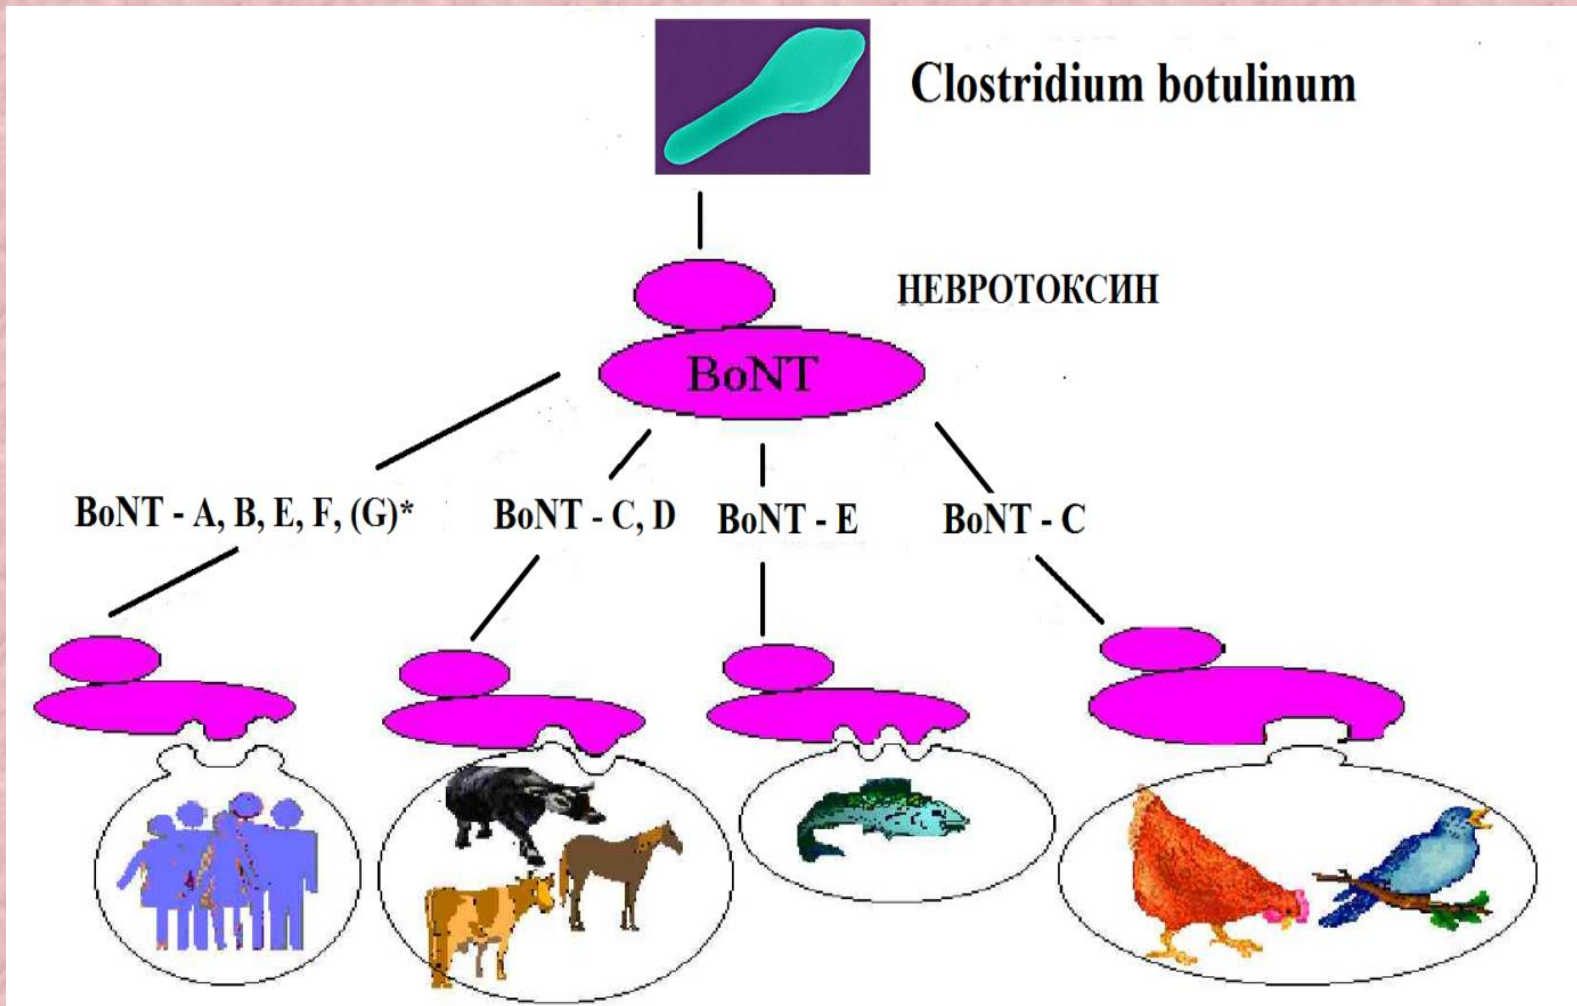 Clostridium botulinum
НЕВРОТОКСИН
BoNT
BoNT - A, B, E, F, (G)*
BoNT - C, D
BoNT - E
BoNT - C